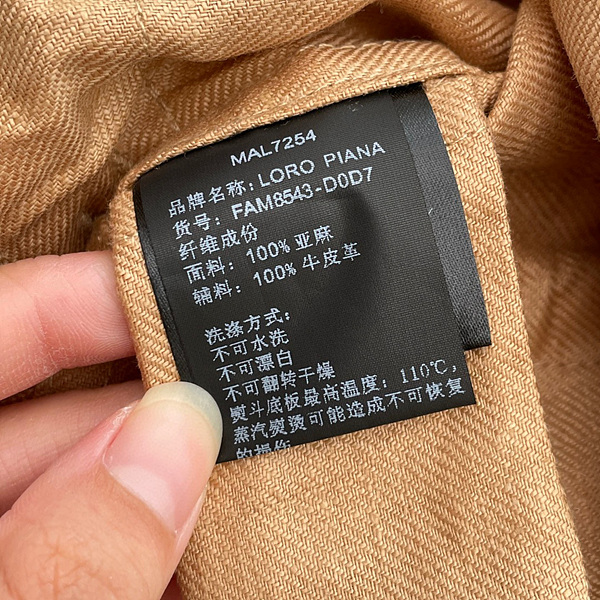 MAL7254
品牌名称: LORO PIANA
货号: FAM8543-D0D7
纤维成份
面料: 100% 亚麻
辅料: 100% 牛皮革
洗涤方式:
不可水洗
不可漂白
不可翻转干燥
熨斗底板最高温度: 110℃,
蒸汽熨烫可能造成不可恢复
的损伤